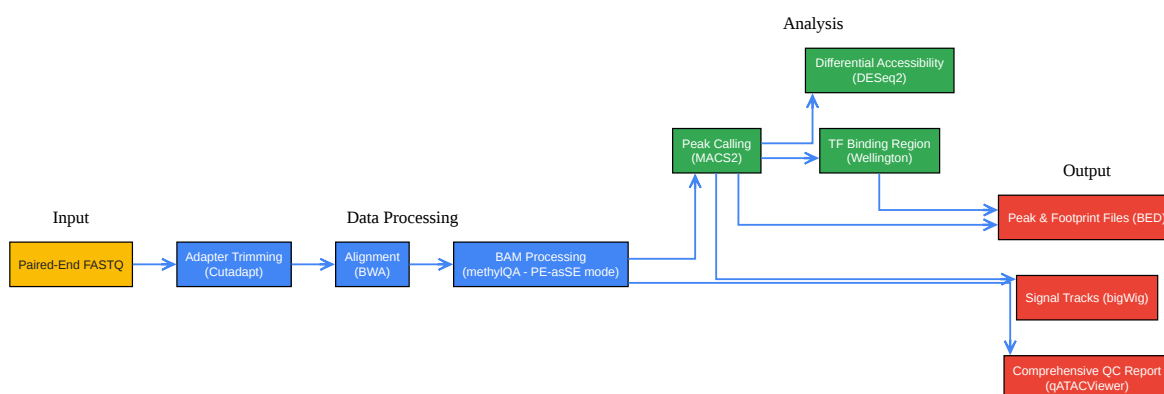 Analysis
Differential Accessibility
(DESeq2)
Peak Calling
(MACS2)
TF Binding Region
(Wellington)
Output
Peak & Footprint Files (BED)
Input
Data Processing
Paired-End FASTQ
Adapter Trimming
(Cutadapt)
Alignment
(BWA)
BAM Processing
(methylQA - PE-asSE mode)
Signal Tracks (bigWig)
Comprehensive QC Report
(qATACViewer)